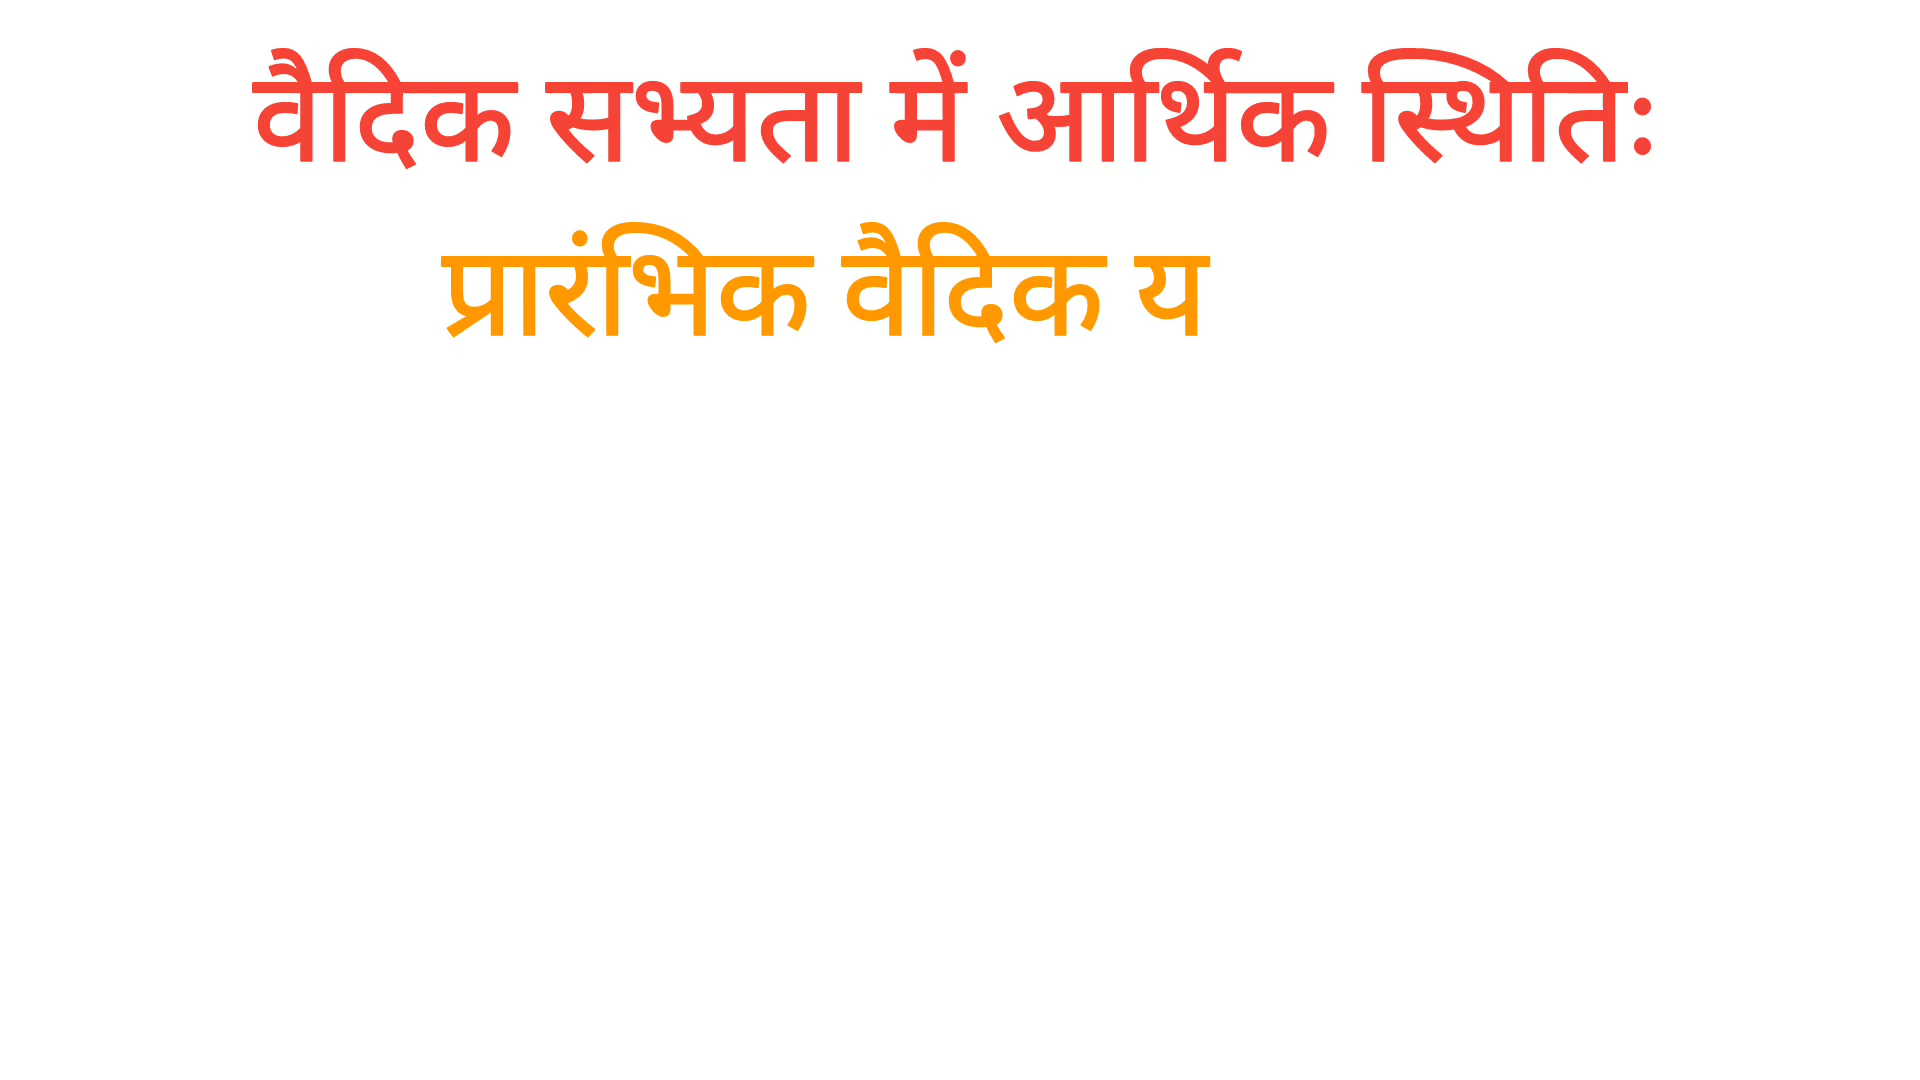 वैदिक सभ्यता में आर्थिक स्थिति:
प्रारंभिक वैदिक य